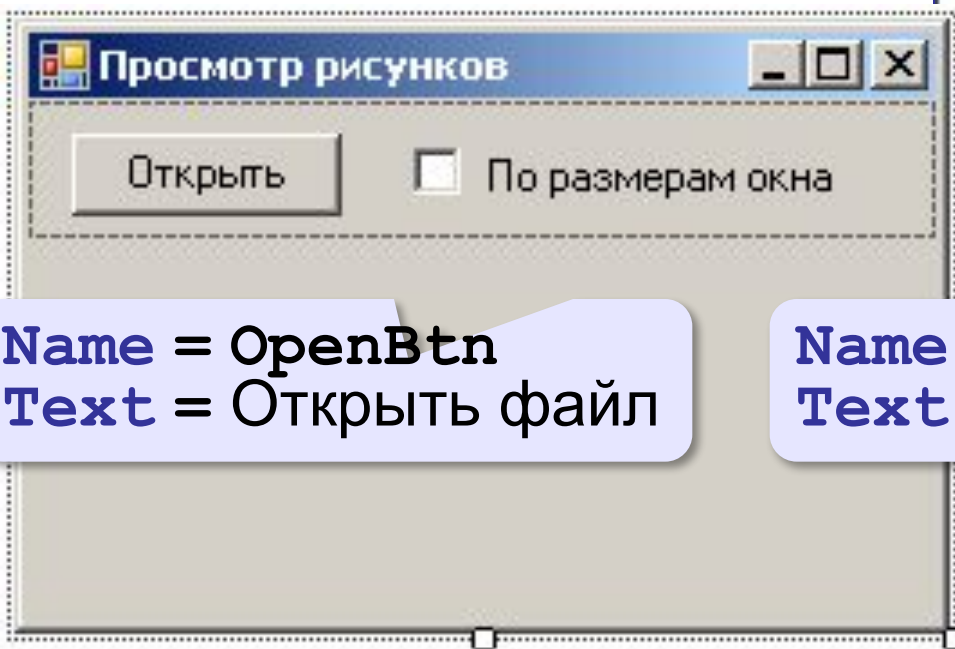 Просмотр рисунков
Открыть
По размерам окна
Name = OpenBtn
Text = Открыть файл
Name
Text